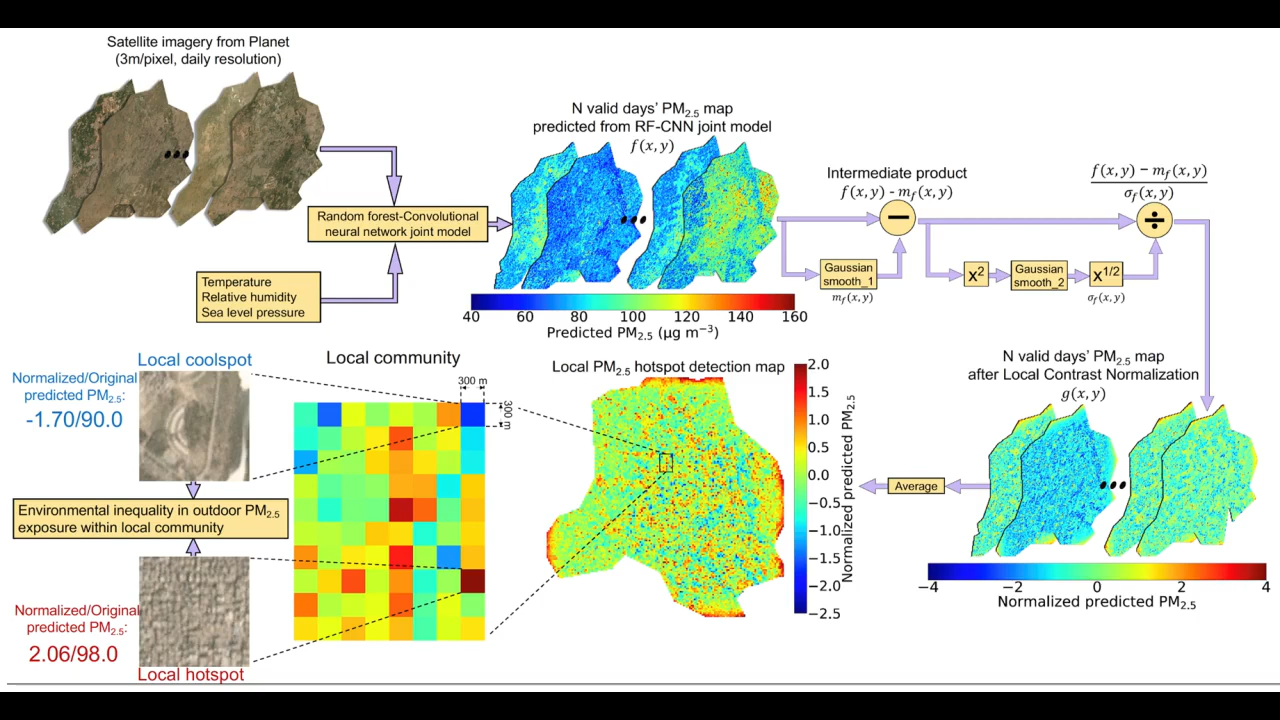 Satellite imagery from Planet
(3m/pixel, daily resolution)
Random forest-Convolutional
neural network joint model
Temperature
Relative humidity
Sea level pressure
N valid days' PM2.5 map
predicted from RF-CNN joint model
f(x, y)
40 60 80 100 120 140 160
Predicted PM2.5 (μg m⁻³)
Intermediate product
f(x, y) - mf(x, y)
−
Gaussian
smooth_1
mf(x, y)
f(x, y) − mf(x, y)
σf(x, y)
÷
X²
Gaussian
smooth_2
X^1/2
σf(x, y)
N valid days' PM2.5 map
after Local Contrast Normalization
g(x, y)
−4 −2 0 2 4
Normalized predicted PM2.5
Average
Local PM2.5 hotspot detection map
2.0
1.5
1.0
0.5
0.0
−0.5
−1.0
−1.5
−2.0
−2.5
Normalized predicted PM2.5
Local community
300 m
300 m
Local coolspot
Normalized/Original
predicted PM2.5:
-1.70/90.0
Environmental inequality in outdoor PM2.5
exposure within local community
Normalized/Original
predicted PM2.5:
2.06/98.0
Local hotspot